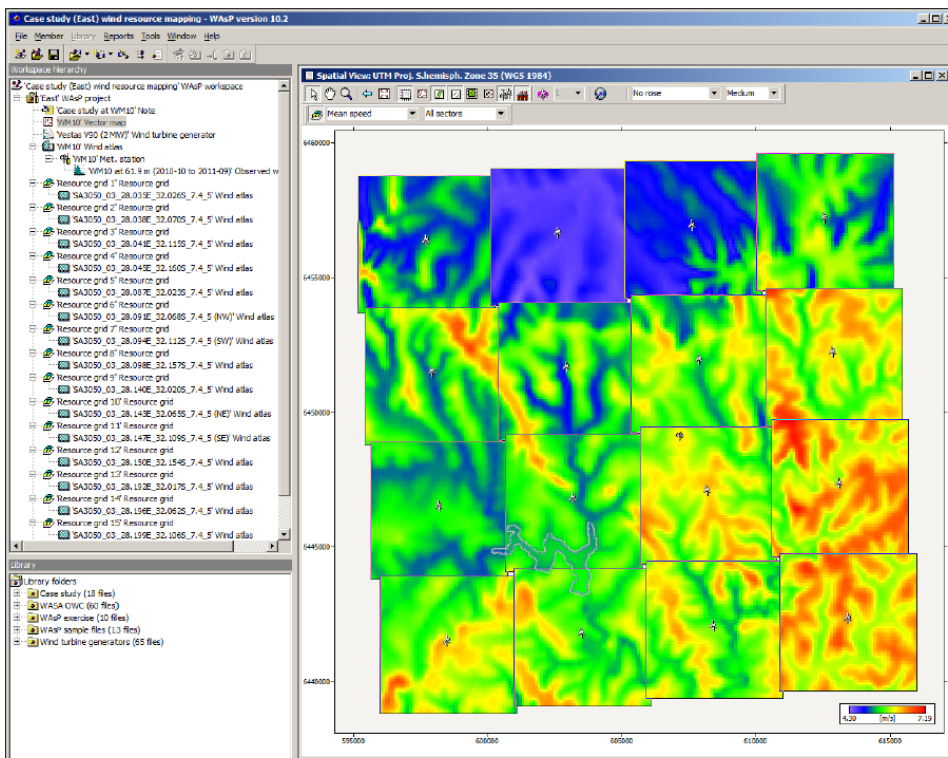 Case study (East) wind resource mapping - WAsP version 10.2
File Member Library Reports Tools Window Help
Workspace Hierarchy
'Case study (East) wind resource mapping' WAsP workspace
'East' WAsP project
'Case study at WM10' Note
'WM10' Vector map
'Vestas V90 (2 MW)' Wind turbine generator
'WM10' Wind atlas
'WM10' Met. station
'WM10 at 61.9 m (2010-10 to 2011-09)' Observed w
'Resource grid 1' Resource grid
'SA3050_03_28.035E_32.026S_7.4_5' Wind atlas
'Resource grid 2' Resource grid
'SA3050_03_28.038E_32.070S_7.4_5' Wind atlas
'Resource grid 3' Resource grid
'SA3050_03_28.041E_32.115S_7.4_5' Wind atlas
'Resource grid 4' Resource grid
'SA3050_03_28.045E_32.160S_7.4_5' Wind atlas
'Resource grid 5' Resource grid
'SA3050_03_28.087E_32.023S_7.4_5' Wind atlas
'Resource grid 6' Resource grid
'SA3050_03_28.091E_32.068S_7.4_5 (NW)' Wind atlas
'Resource grid 7' Resource grid
'SA3050_03_28.094E_32.112S_7.4_5 (SW)' Wind atlas
'Resource grid 8' Resource grid
'SA3050_03_28.098E_32.157S_7.4_5' Wind atlas
'Resource grid 9' Resource grid
'SA3050_03_28.140E_32.020S_7.4_5' Wind atlas
'Resource grid 10' Resource grid
'SA3050_03_28.143E_32.065S_7.4_5 (NE)' Wind atlas
'Resource grid 11' Resource grid
'SA3050_03_28.147E_32.109S_7.4_5 (SE)' Wind atlas
'Resource grid 12' Resource grid
'SA3050_03_28.150E_32.154S_7.4_5' Wind atlas
'Resource grid 13' Resource grid
'SA3050_03_28.192E_32.017S_7.4_5' Wind atlas
'Resource grid 14' Resource grid
'SA3050_03_28.196E_32.062S_7.4_5' Wind atlas
'Resource grid 15' Resource grid
'SA3050_03_28.199E_32.106S_7.4_5' Wind atlas
Library
Library folders
Case study (18 files)
WASA OWC (60 files)
WAsP exercise (10 files)
WAsP sample files (13 files)
Wind turbine generators (65 files)
Spatial View: UTM Proj. S.hemisph. Zone 35 (WGS 1984)
1 No rose Medium
Mean speed All sectors
6460000
6455000
6450000
6445000
6440000
4.30 [m/s] 7.19
595000 600000 605000 610000 615000